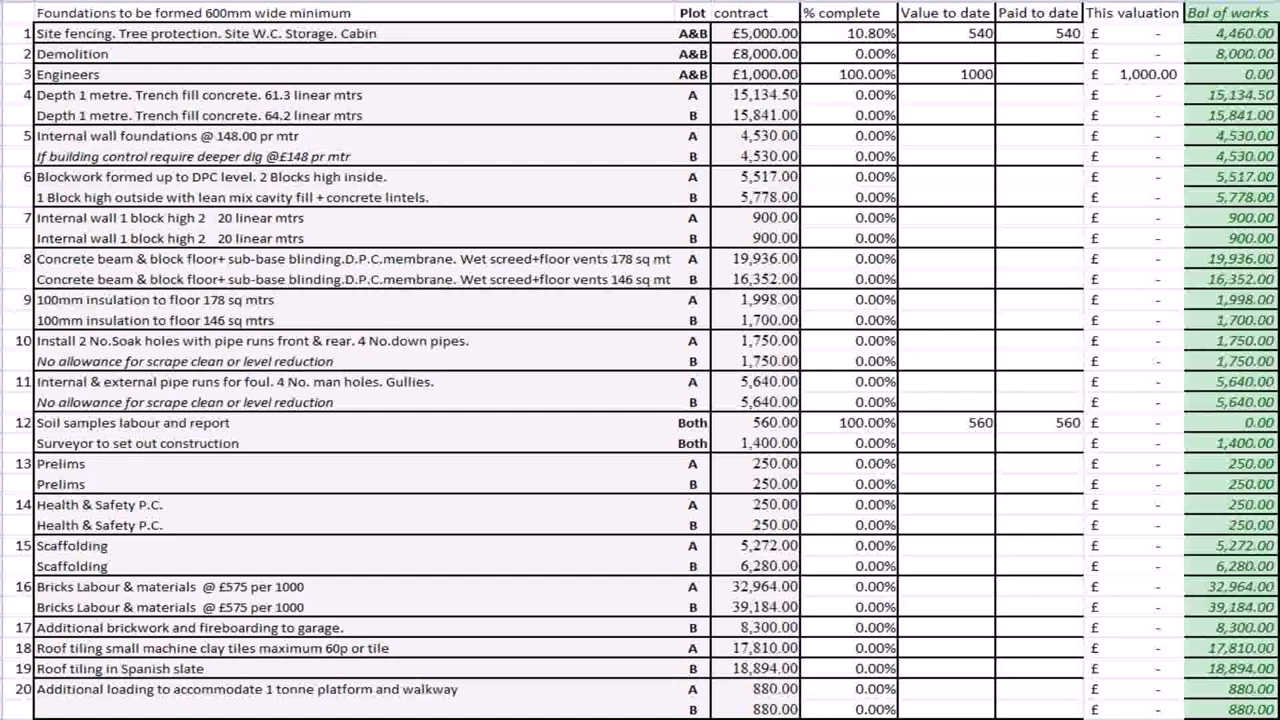 Foundations to be formed 600mm wide minimum Plot contract % complete Value to date Paid to date This valuation Bal of works
1 Site fencing. Tree protection. Site W.C. Storage. Cabin A&B £5,000.00 10.80% 540 540 £ - 4,460.00
2 Demolition A&B £8,000.00 0.00% £ - 8,000.00
3 Engineers A&B £1,000.00 100.00% 1000 £ 1,000.00 0.00
4 Depth 1 metre. Trench fill concrete. 61.3 linear mtrs A 15,134.50 0.00% £ - 15,134.50
Depth 1 metre. Trench fill concrete. 64.2 linear mtrs B 15,841.00 0.00% £ - 15,841.00
5 Internal wall foundations @ 148.00 pr mtr A 4,530.00 0.00% £ - 4,530.00
If building control require deeper dig @£148 pr mtr B 4,530.00 0.00% £ - 4,530.00
6 Blockwork formed up to DPC level. 2 Blocks high inside. A 5,517.00 0.00% £ - 5,517.00
1 Block high outside with lean mix cavity fill + concrete lintels. B 5,778.00 0.00% £ - 5,778.00
7 Internal wall 1 block high 2 20 linear mtrs A 900.00 0.00% £ - 900.00
Internal wall 1 block high 2 20 linear mtrs B 900.00 0.00% £ - 900.00
8 Concrete beam & block floor+ sub-base blinding.D.P.C.membrane. Wet screed+floor vents 178 sq mt A 19,936.00 0.00% £ - 19,936.00
Concrete beam & block floor+ sub-base blinding.D.P.C.membrane. Wet screed+floor vents 146 sq mt B 16,352.00 0.00% £ - 16,352.00
9 100mm insulation to floor 178 sq mtrs A 1,998.00 0.00% £ - 1,998.00
100mm insulation to floor 146 sq mtrs B 1,700.00 0.00% £ - 1,700.00
10 Install 2 No.Soak holes with pipe runs front & rear. 4 No.down pipes. A 1,750.00 0.00% £ - 1,750.00
No allowance for scrape clean or level reduction B 1,750.00 0.00% £ - 1,750.00
11 Internal & external pipe runs for foul. 4 No. man holes. Gullies. A 5,640.00 0.00% £ - 5,640.00
No allowance for scrape clean or level reduction B 5,640.00 0.00% £ - 5,640.00
12 Soil samples labour and report Both 560.00 100.00% 560 560 £ - 0.00
Surveyor to set out construction Both 1,400.00 0.00% £ - 1,400.00
13 Prelims A 250.00 0.00% £ - 250.00
Prelims B 250.00 0.00% £ - 250.00
14 Health & Safety P.C. A 250.00 0.00% £ - 250.00
Health & Safety P.C. B 250.00 0.00% £ - 250.00
15 Scaffolding A 5,272.00 0.00% £ - 5,272.00
Scaffolding B 6,280.00 0.00% £ - 6,280.00
16 Bricks Labour & materials @ £575 per 1000 A 32,964.00 0.00% £ - 32,964.00
Bricks Labour & materials @ £575 per 1000 B 39,184.00 0.00% £ - 39,184.00
17 Additional brickwork and fireboarding to garage. B 8,300.00 0.00% £ - 8,300.00
18 Roof tiling small machine clay tiles maximum 60p or tile A 17,810.00 0.00% £ - 17,810.00
19 Roof tiling in Spanish slate B 18,894.00 0.00% £ - 18,894.00
20 Additional loading to accommodate 1 tonne platform and walkway A 880.00 0.00% £ - 880.00
B 880.00 0.00% £ - 880.00